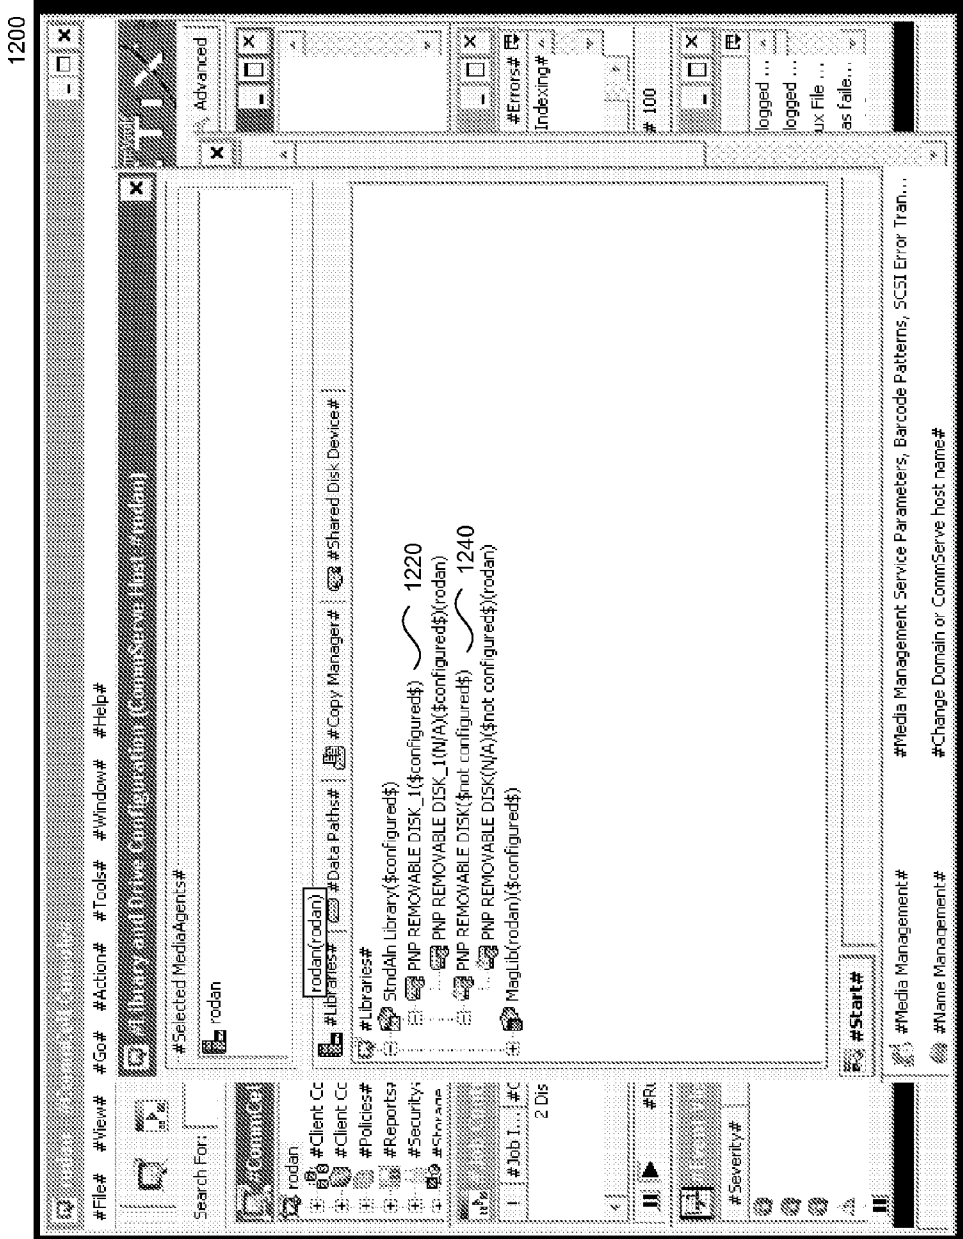 1200
#File# #View# #Go# #Action# #Tools# #Window# #Help#
#Library and Drive Configuration (CommServe Host #rodan)
Search For:
#Selected MediaAgents#
Advanced
rodan
rodan
#Client Co
#Client Co
#Policies#
#Reports#
#Security#
#Storage
rodan(rodan)
#Libraries# #Data Paths# #Copy Manager# #Shared Disk Device#
#Libraries#
StndAln Library($configured$)
PNP REMOVABLE DISK_1($configured$) 1220
PNP REMOVABLE DISK_1(N/A)($configured$)(rodan)
PNP REMOVABLE DISK($not configured$) 1240
PNP REMOVABLE DISK(N/A)($not configured$)(rodan)
MagLib(rodan)($configured$)
! #Job I... #C
#Errors#
2 Dis
Indexing#
#Ru
# 100
#Severity#
logged ...
logged ...
ux File ...
as faile...
#Start#
#Media Management# #Media Management Service Parameters, Barcode Patterns, SCSI Error Tran...
#Name Management# #Change Domain or CommServe host name#